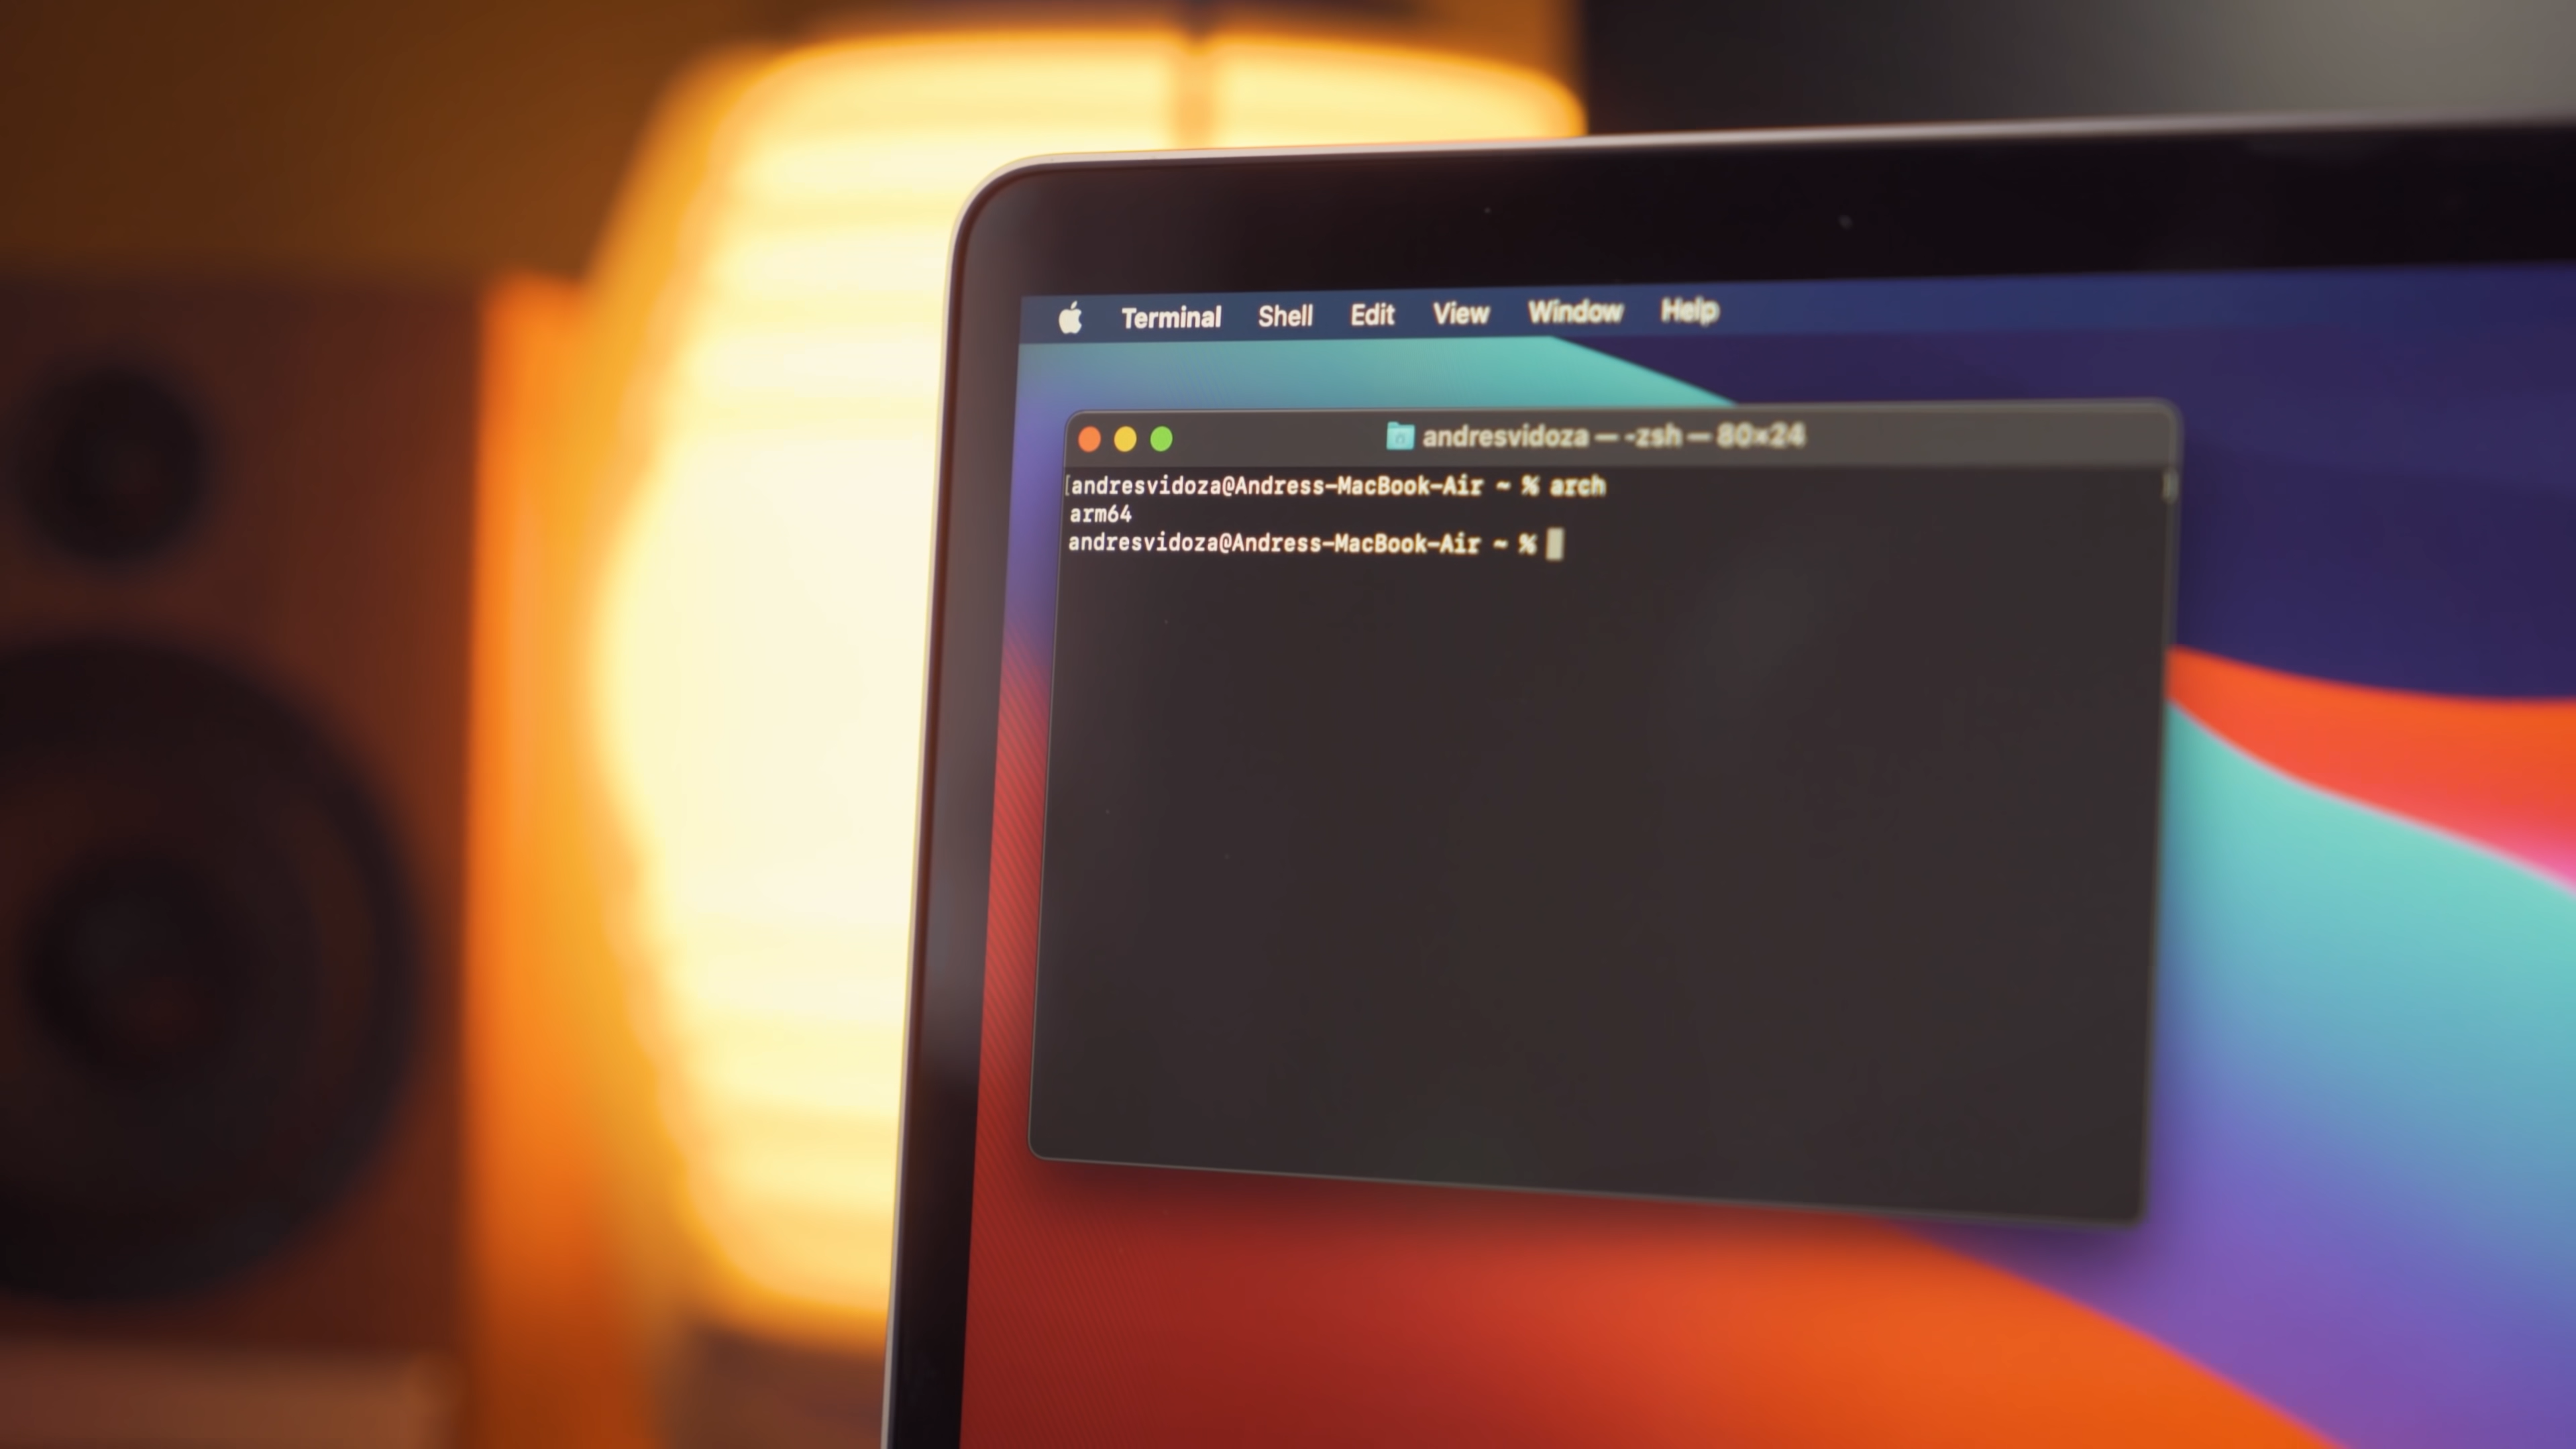 Terminal Shell Edit View Window Help
andresvidoza — -zsh — 80×24
[andresvidoza@Andress-MacBook-Air ~ % arch
arm64
andresvidoza@Andress-MacBook-Air ~ %